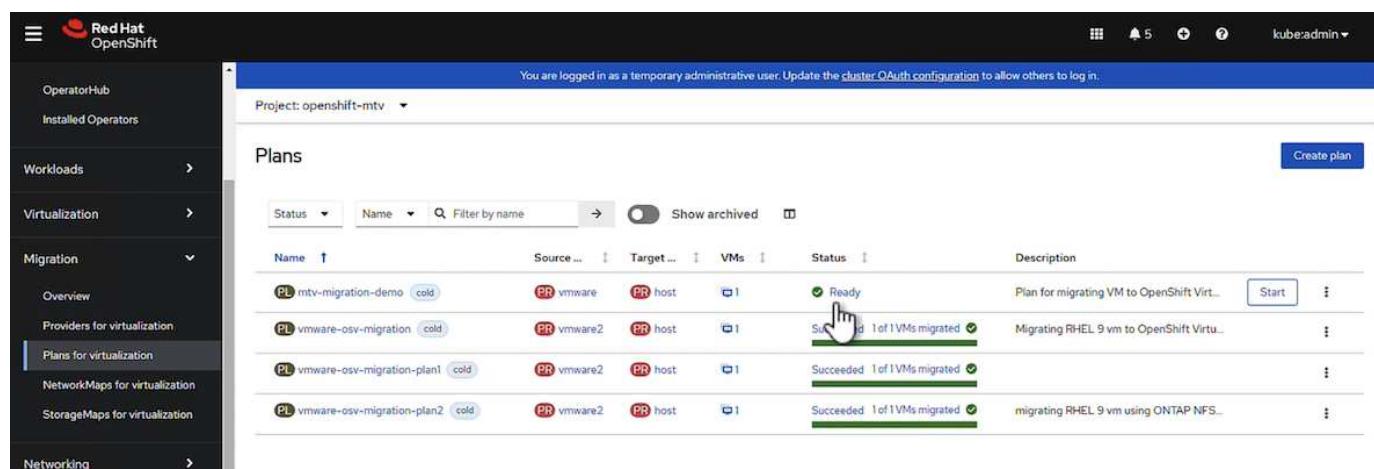 Red Hat
OpenShift
5
kube:admin
You are logged in as a temporary administrative user. Update the cluster OAuth configuration to allow others to log in.
OperatorHub
Installed Operators
Workloads
Virtualization
Migration
Overview
Providers for virtualization
Plans for virtualization
NetworkMaps for virtualization
StorageMaps for virtualization
Networking
Project: openshift-mtv
Plans
Create plan
Status Name Filter by name Show archived
Name Source ... Target ... VMs Status Description
PL mtv-migration-demo cold PR vmware PR host 1 Ready Plan for migrating VM to OpenShift Virt... Start
PL vmware-osv-migration cold PR vmware2 PR host 1 1 of 1 VMs migrated Migrating RHEL 9 vm to OpenShift Virtu...
PL vmware-osv-migration-plan1 cold PR vmware2 PR host 1 Succeeded 1 of 1 VMs migrated
PL vmware-osv-migration-plan2 cold PR vmware2 PR host 1 Succeeded 1 of 1 VMs migrated migrating RHEL 9 vm using ONTAP NFS...